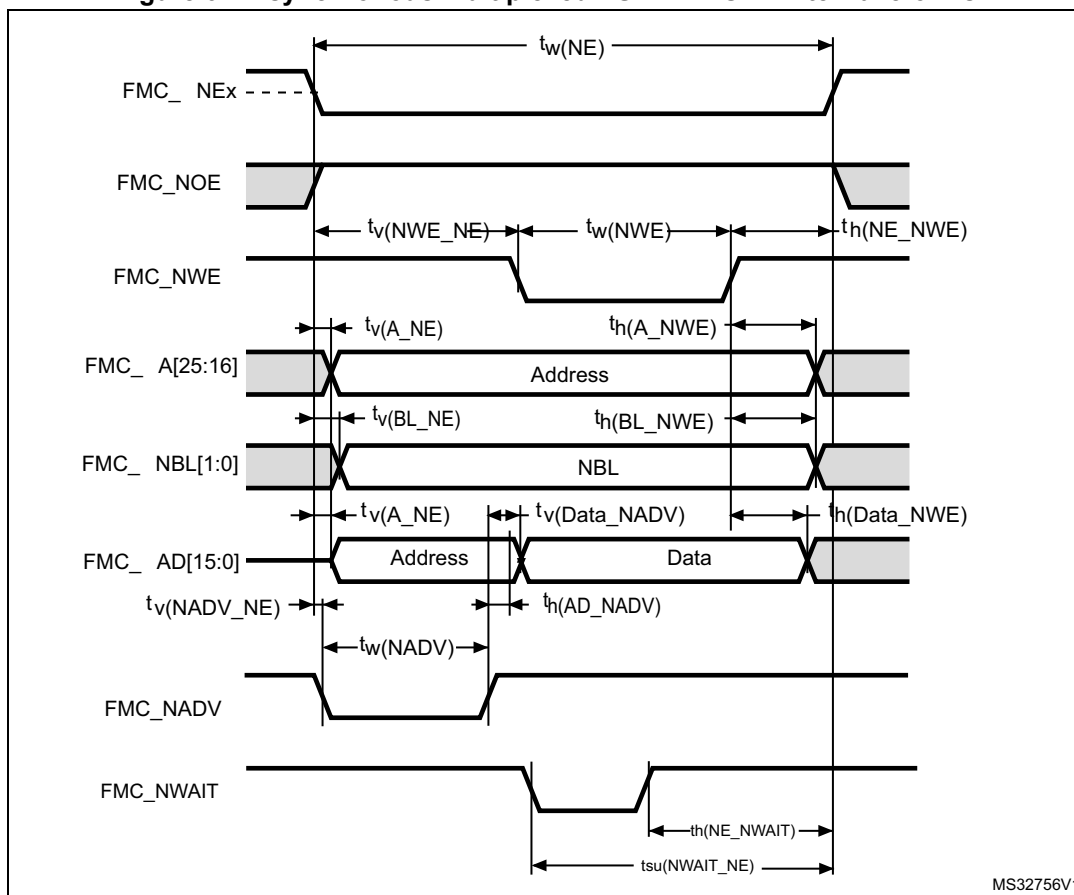 tw(NE)
FMC_ NEx
FMC_NOE
tv(NWE_NE)
tw(NWE)
th(NE_NWE)
FMC_NWE
tv(A_NE)
th(A_NWE)
FMC_ A[25:16]
Address
tv(BL_NE)
th(BL_NWE)
FMC_ NBL[1:0]
NBL
tv(A_NE)
tv(Data_NADV)
th(Data_NWE)
FMC_ AD[15:0]
Address
Data
tv(NADV_NE)
th(AD_NADV)
tw(NADV)
FMC_NADV
FMC_NWAIT
th(NE_NWAIT)
tsu(NWAIT_NE)